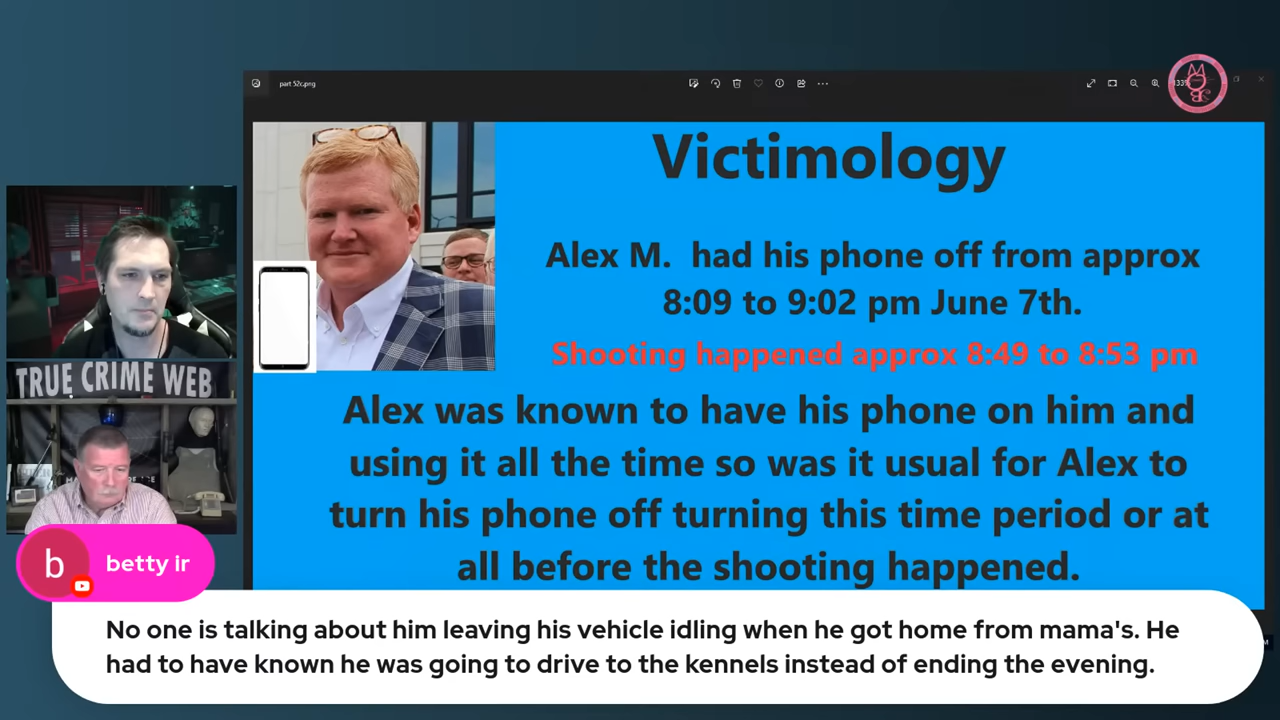 part 52c.png
133%
Victimology
Alex M. had his phone off from approx
8:09 to 9:02 pm June 7th.
Shooting happened approx 8:49 to 8:53 pm
Alex was known to have his phone on him and
using it all the time so was it usual for Alex to
turn his phone off turning this time period or at
all before the shooting happened.
TRUE CRIME WEB
b
betty ir
No one is talking about him leaving his vehicle idling when he got home from mama's. He
had to have known he was going to drive to the kennels instead of ending the evening.